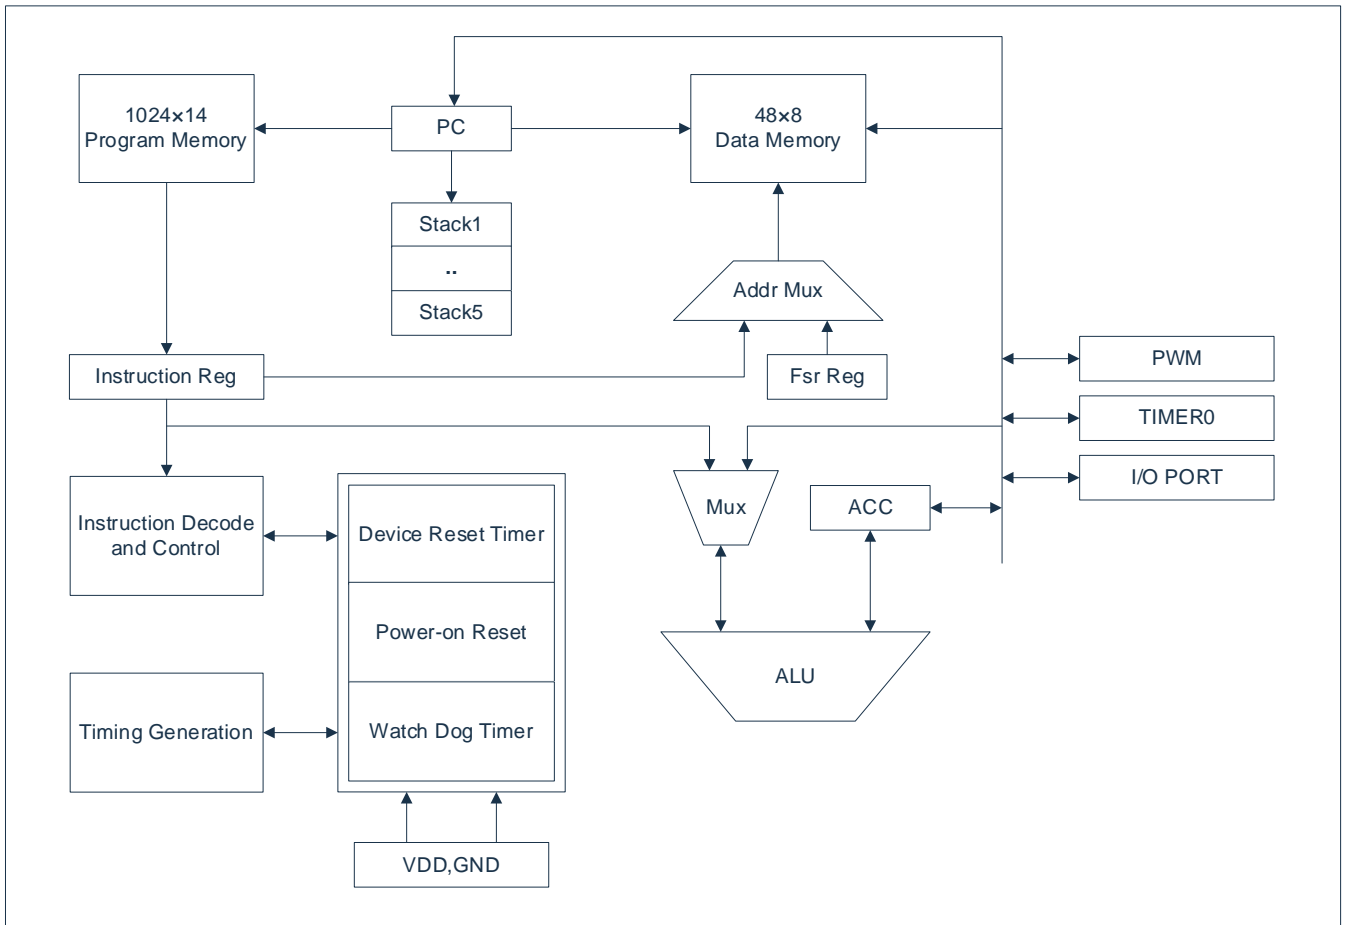 1024×14
Program Memory
PC
48×8
Data Memory
Stack1
..
Stack5
Addr Mux
Instruction Reg
Fsr Reg
PWM
TIMER0
I/O PORT
Instruction Decode
and Control
Device Reset Timer
Mux
ACC
Power-on Reset
ALU
Timing Generation
Watch Dog Timer
VDD,GND